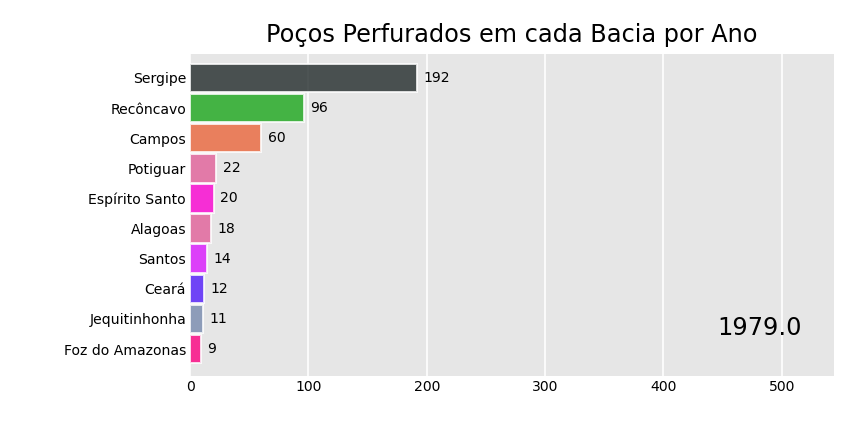 Poços Perfurados em cada Bacia por Ano
Sergipe 192
Recôncavo 96
Campos 60
Potiguar 22
Espírito Santo 20
Alagoas 18
Santos 14
Ceará 12
Jequitinhonha 11
1979.0
Foz do Amazonas 9
0 100 200 300 400 500